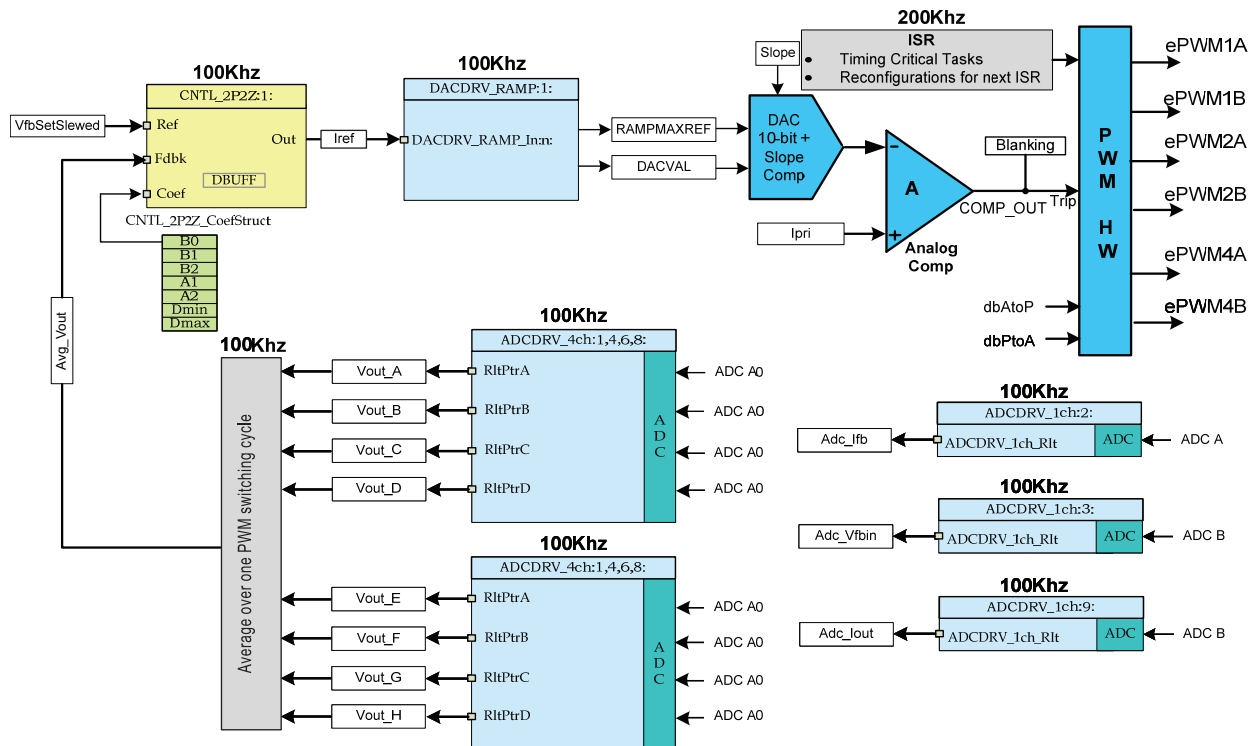 200Khz
ISR
• Timing Critical Tasks
• Reconfigurations for next ISR
Slope
100Khz
CNTL_2P2Z:1:
VfbSetSlewed
Ref
Fdbk
Coef
Out
DBUFF
Iref
100Khz
DACDRV_RAMP:1:
DACDRV_RAMP_In:n:
RAMPMAXREF
DACVAL
DAC
10-bit +
Slope
Comp
-
A
+
Ipri
Analog
Comp
COMP_OUT
Blanking
Trip
PWM HW
ePWM1A
ePWM1B
ePWM2A
ePWM2B
ePWM4A
ePWM4B
dbAtoP
dbPtoA
CNTL_2P2Z_CoefStruct
B0
B1
B2
A1
A2
Dmin
Dmax
Avg_Vout
100Khz
Average over one PWM switching cycle
100Khz
ADCDRV_4ch:1,4,6,8:
Vout_A
RltPtrA
ADC A0
Vout_B
RltPtrB
ADC A0
Vout_C
RltPtrC
ADC A0
Vout_D
RltPtrD
ADC A0
ADC
100Khz
ADCDRV_4ch:1,4,6,8:
Vout_E
RltPtrA
ADC A0
Vout_F
RltPtrB
ADC A0
Vout_G
RltPtrC
ADC A0
Vout_H
RltPtrD
ADC A0
ADC
100Khz
ADCDRV_1ch:2:
Adc_Ifb
ADCDRV_1ch_Rlt
ADC
ADC A
100Khz
ADCDRV_1ch:3:
Adc_Vfbin
ADCDRV_1ch_Rlt
ADC
ADC B
100Khz
ADCDRV_1ch:9:
Adc_Iout
ADCDRV_1ch_Rlt
ADC
ADC B